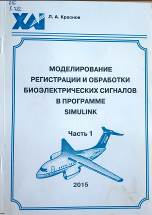 ХАІ
Л. А. Краснов
МОДЕЛИРОВАНИЕ
РЕГИСТРАЦИИ И ОБРАБОТКИ
БИОЭЛЕКТРИЧЕСКИХ СИГНАЛОВ
В ПРОГРАММЕ
SIMULINK
Часть 1
2015